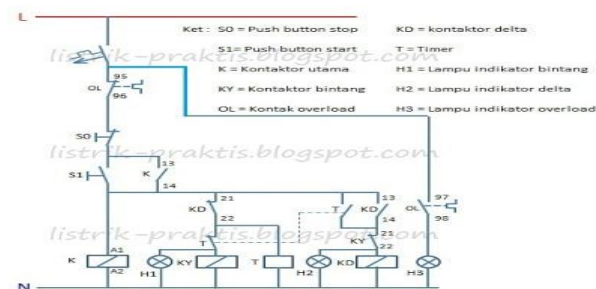 L
Ket : S0 = Push button stop KD = kontaktor delta
S1= Push button start T = Timer
K = Kontaktor utama H1 = Lampu indikator bintang
KY = Kontaktor bintang H2 = Lampu indikator delta
OL = Kontak overload H3 = Lampu indikator overload
listrik-praktis.blogspot.com
95
OL
96
S0
listrik-praktis.blogspot.com
13
K
14
S1
21
KD
22
13
T KD
14
97
OL
98
listrik-praktis.blogspot.com
T
21
KY
22
A1
K
A2
H1
KY
T
H2
KD
H3
N